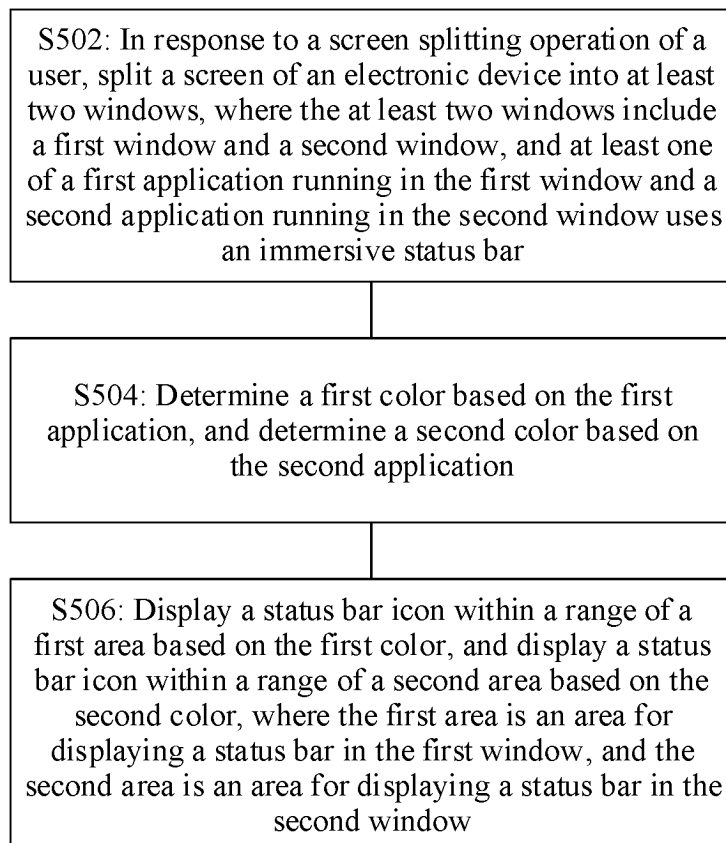 S502: In response to a screen splitting operation of a
user, split a screen of an electronic device into at least
two windows, where the at least two windows include
a first window and a second window, and at least one
of a first application running in the first window and a
second application running in the second window uses
an immersive status bar
S504: Determine a first color based on the first
application, and determine a second color based on
the second application
S506: Display a status bar icon within a range of a
first area based on the first color, and display a status
bar icon within a range of a second area based on the
second color, where the first area is an area for
displaying a status bar in the first window, and the
second area is an area for displaying a status bar in the
second window